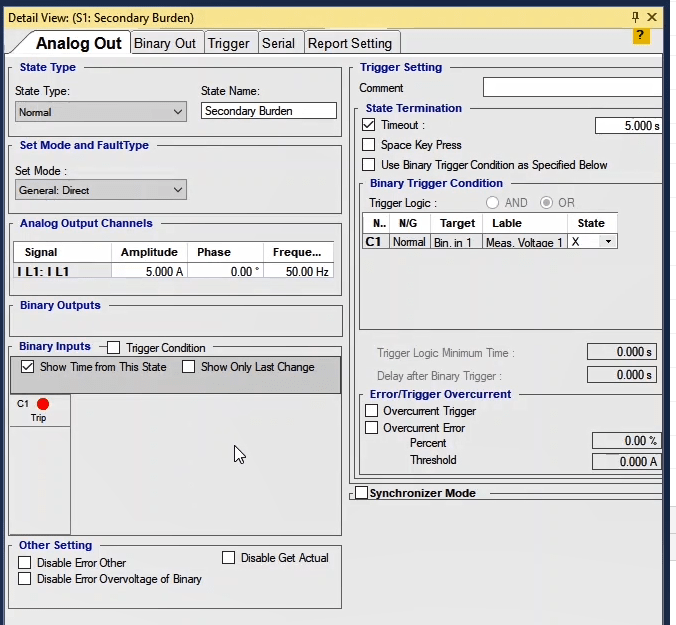 Detail View: (S1: Secondary Burden)
Analog Out Binary Out Trigger Serial Report Setting
?
State Type
State Type: State Name:
Normal Secondary Burden
Set Mode and FaultType
Set Mode :
General: Direct
Analog Output Channels
Signal Amplitude Phase Freque...
I L1: I L1 5.000 A 0.00 ° 50.00 Hz
Binary Outputs
Binary Inputs Trigger Condition
Show Time from This State Show Only Last Change
C1
Trip
Other Setting
Disable Error Other Disable Get Actual
Disable Error Overvoltage of Binary
Trigger Setting
Comment
State Termination
Timeout : 5.000 s
Space Key Press
Use Binary Trigger Condition as Specified Below
Binary Trigger Condition
Trigger Logic : AND OR
N.. N/G Target Lable State
C1 Normal Bin. in 1 Meas. Voltage 1 X
Trigger Logic Minimum Time : 0.000 s
Delay after Binary Trigger : 0.000 s
Error/Trigger Overcurrent
Overcurrent Trigger
Overcurrent Error
Percent 0.00 %
Threshold 0.000 A
Synchronizer Mode